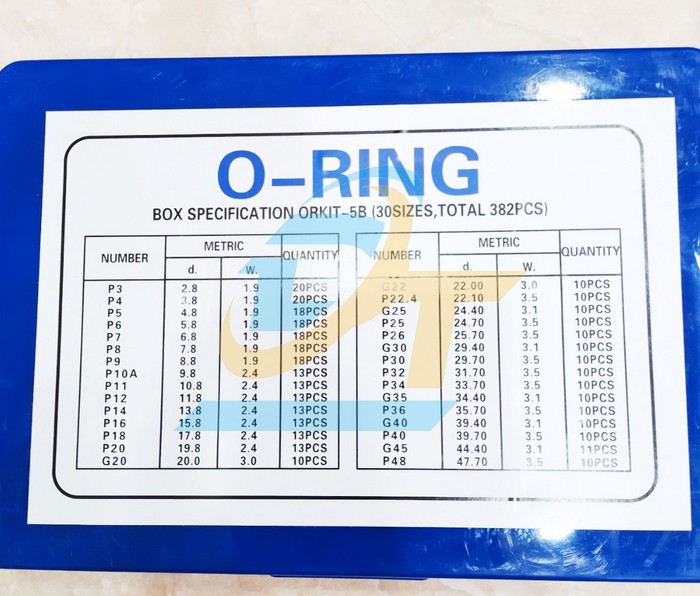 O-RING
BOX SPECIFICATION ORKIT-5B (30SIZES,TOTAL 382PCS)
NUMBER METRIC QUANTITY
d. W.
P3 2.8 1.9 20PCS
P4 3.8 1.9 20PCS
P5 4.8 1.9 18PCS
P6 5.8 1.9 18PCS
P7 6.8 1.9 18PCS
P8 7.8 1.9 18PCS
P9 8.8 1.9 18PCS
P10A 9.8 2.4 13PCS
P11 10.8 2.4 13PCS
P12 11.8 2.4 13PCS
P14 13.8 2.4 13PCS
P16 15.8 2.4 13PCS
P18 17.8 2.4 13PCS
P20 19.8 2.4 13PCS
G20 20.0 3.0 10PCS
NUMBER METRIC QUANTITY
d. W.
G22 22.00 3.0 10PCS
P22.4 22.10 3.5 10PCS
G25 24.40 3.1 10PCS
P25 24.70 3.5 10PCS
P26 25.70 3.5 10PCS
G30 29.40 3.1 10PCS
P30 29.70 3.5 10PCS
P32 31.70 3.5 10PCS
P34 33.70 3.5 10PCS
G35 34.40 3.1 10PCS
P36 35.70 3.5 10PCS
G40 39.40 3.1 10PCS
P40 39.70 3.5 10PCS
G45 44.40 3.1 11PCS
P48 47.70 3.5 10PCS